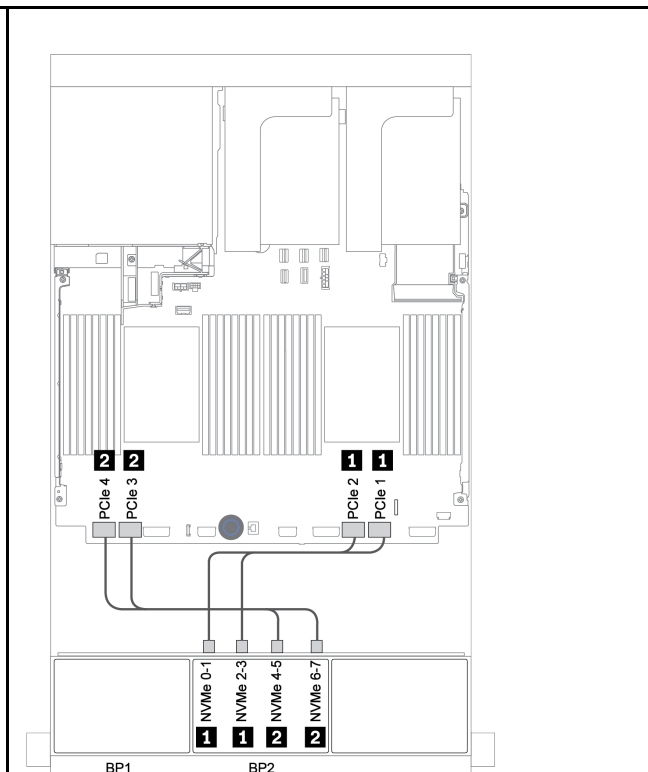 2 2 1 1
PCIe 4 PCIe 3 PCIe 2 PCIe 1
NVMe 0-1 NVMe 2-3 NVMe 4-5 NVMe 6-7
1 1 2 2
BP1 BP2